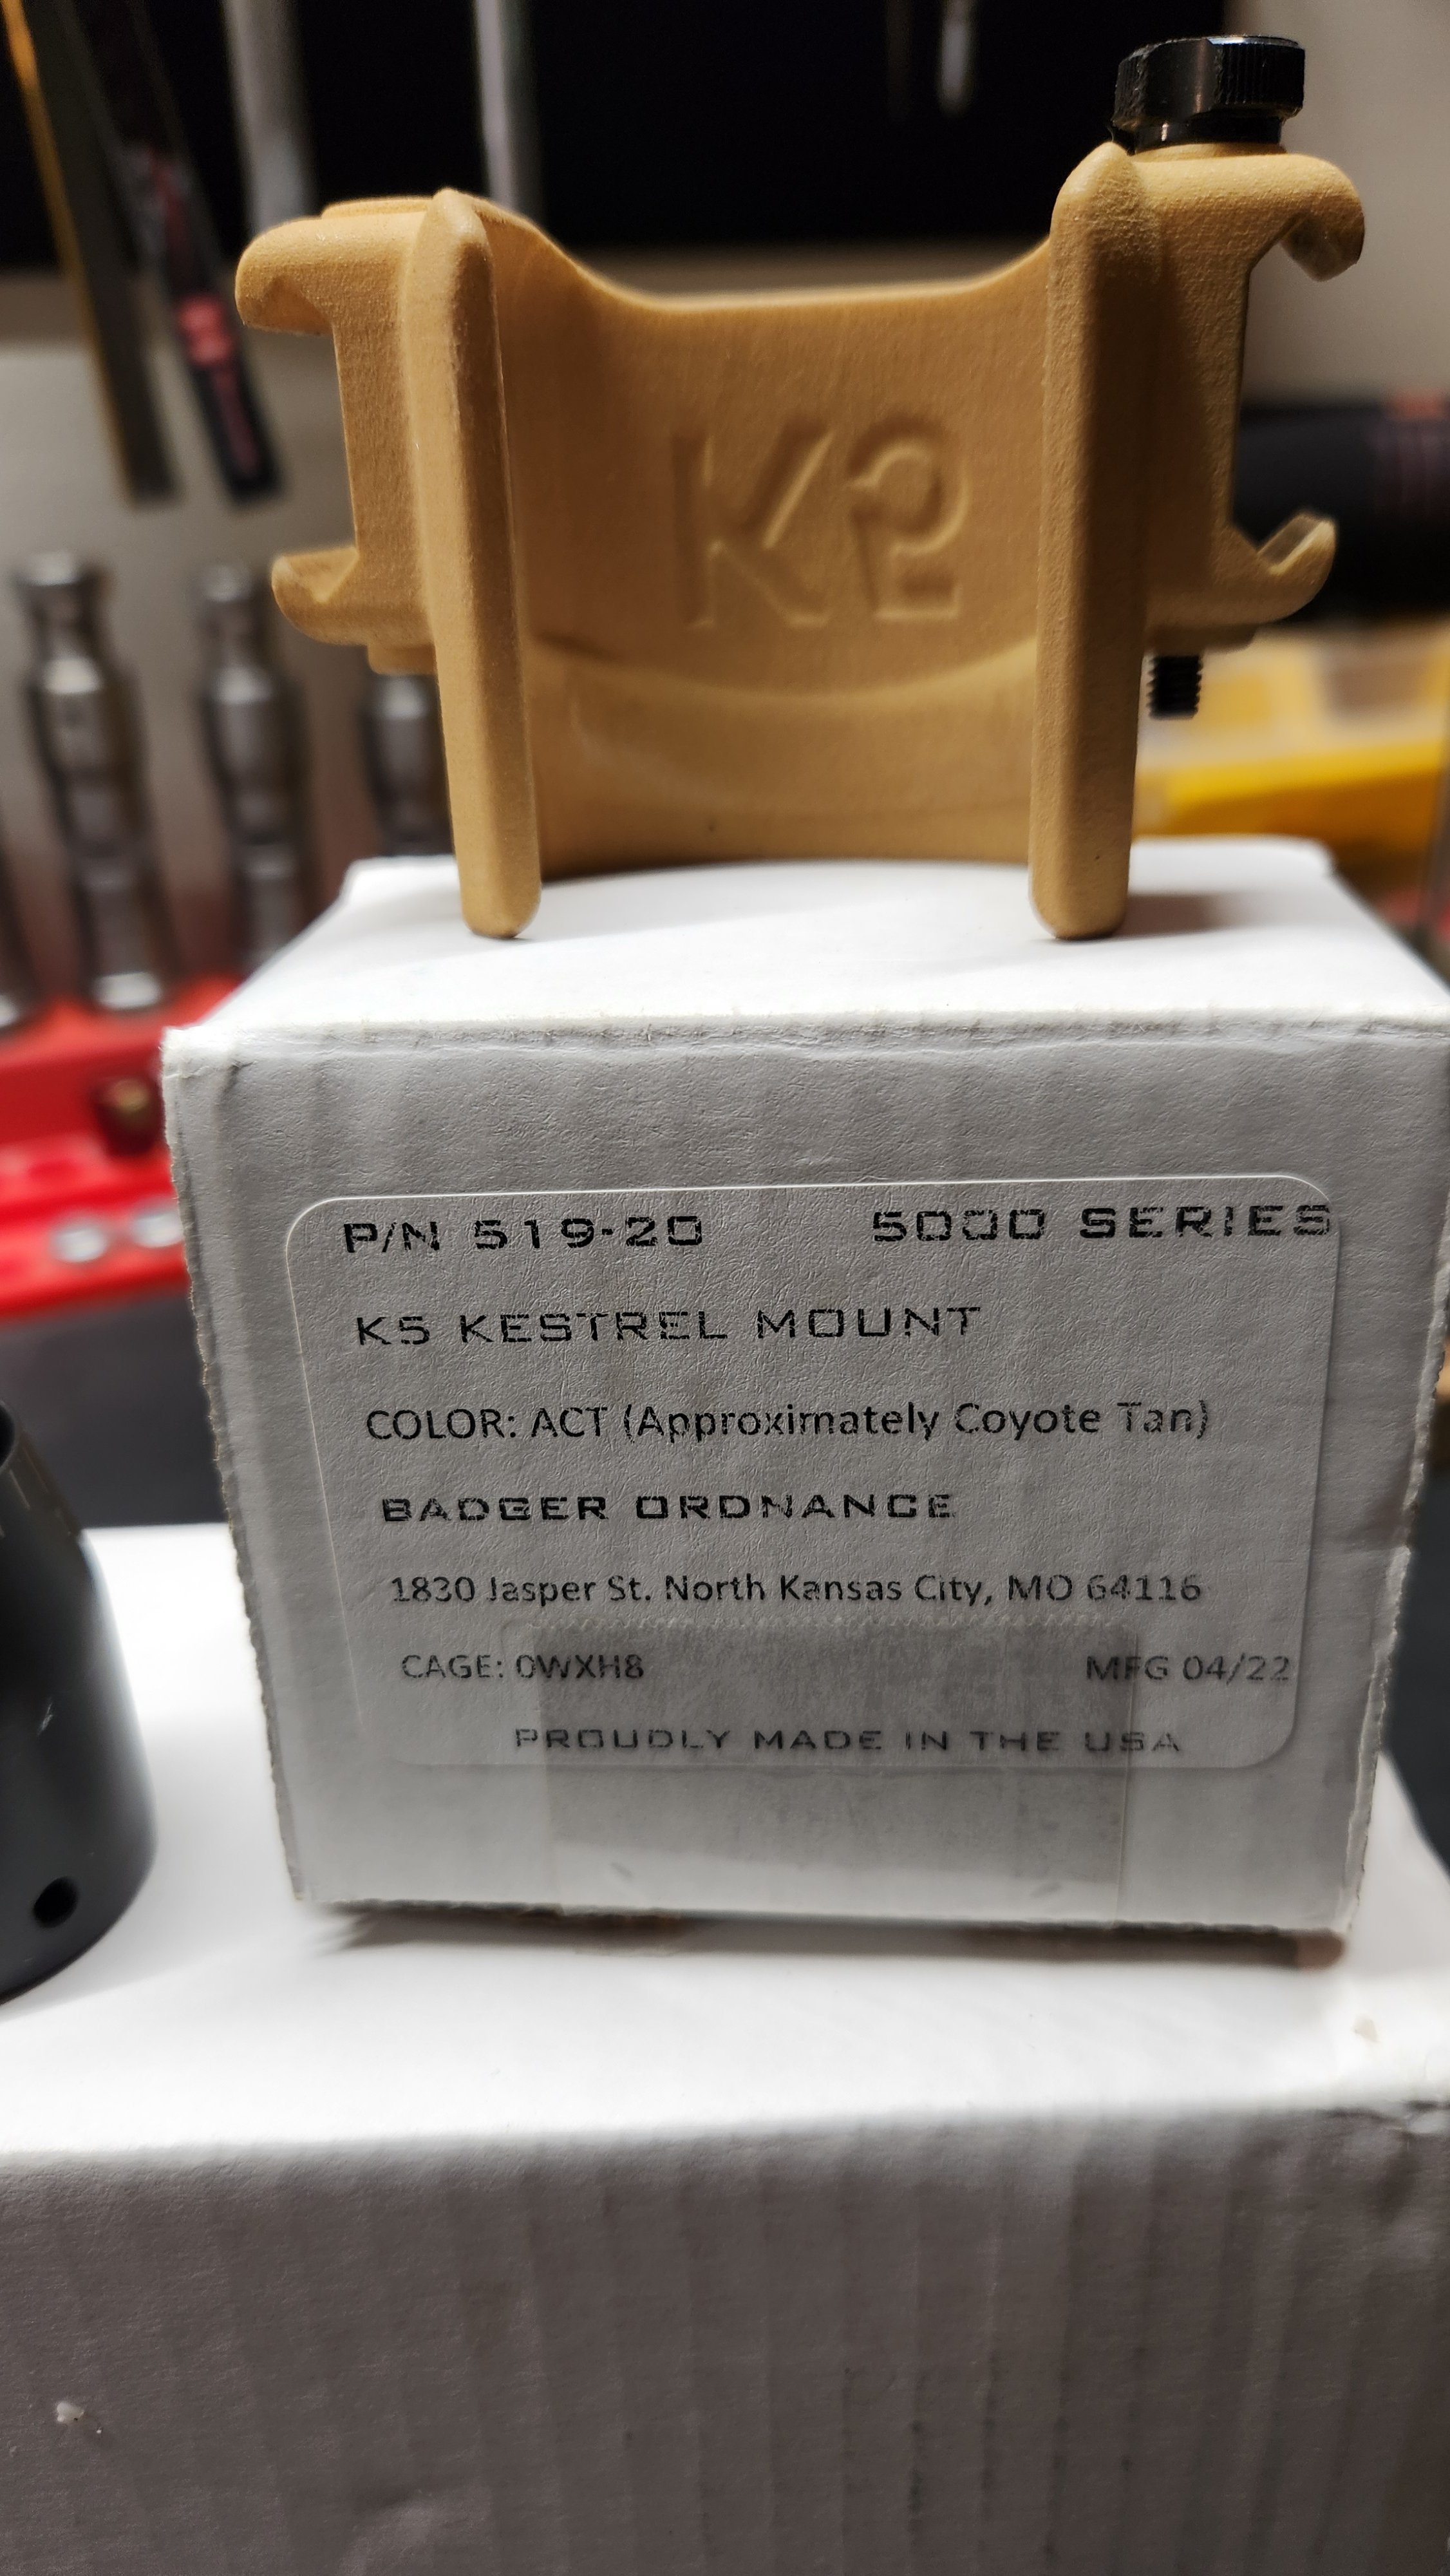 K2
P/N 519-20 5000 SERIES
K5 KESTREL MOUNT
COLOR: ACT (Approximately Coyote Tan)
BADGER ORDNANCE
1830 Jasper St. North Kansas City, MO 64116
CAGE: 0WXH8 MFG 04/22
PROUDLY MADE IN THE USA